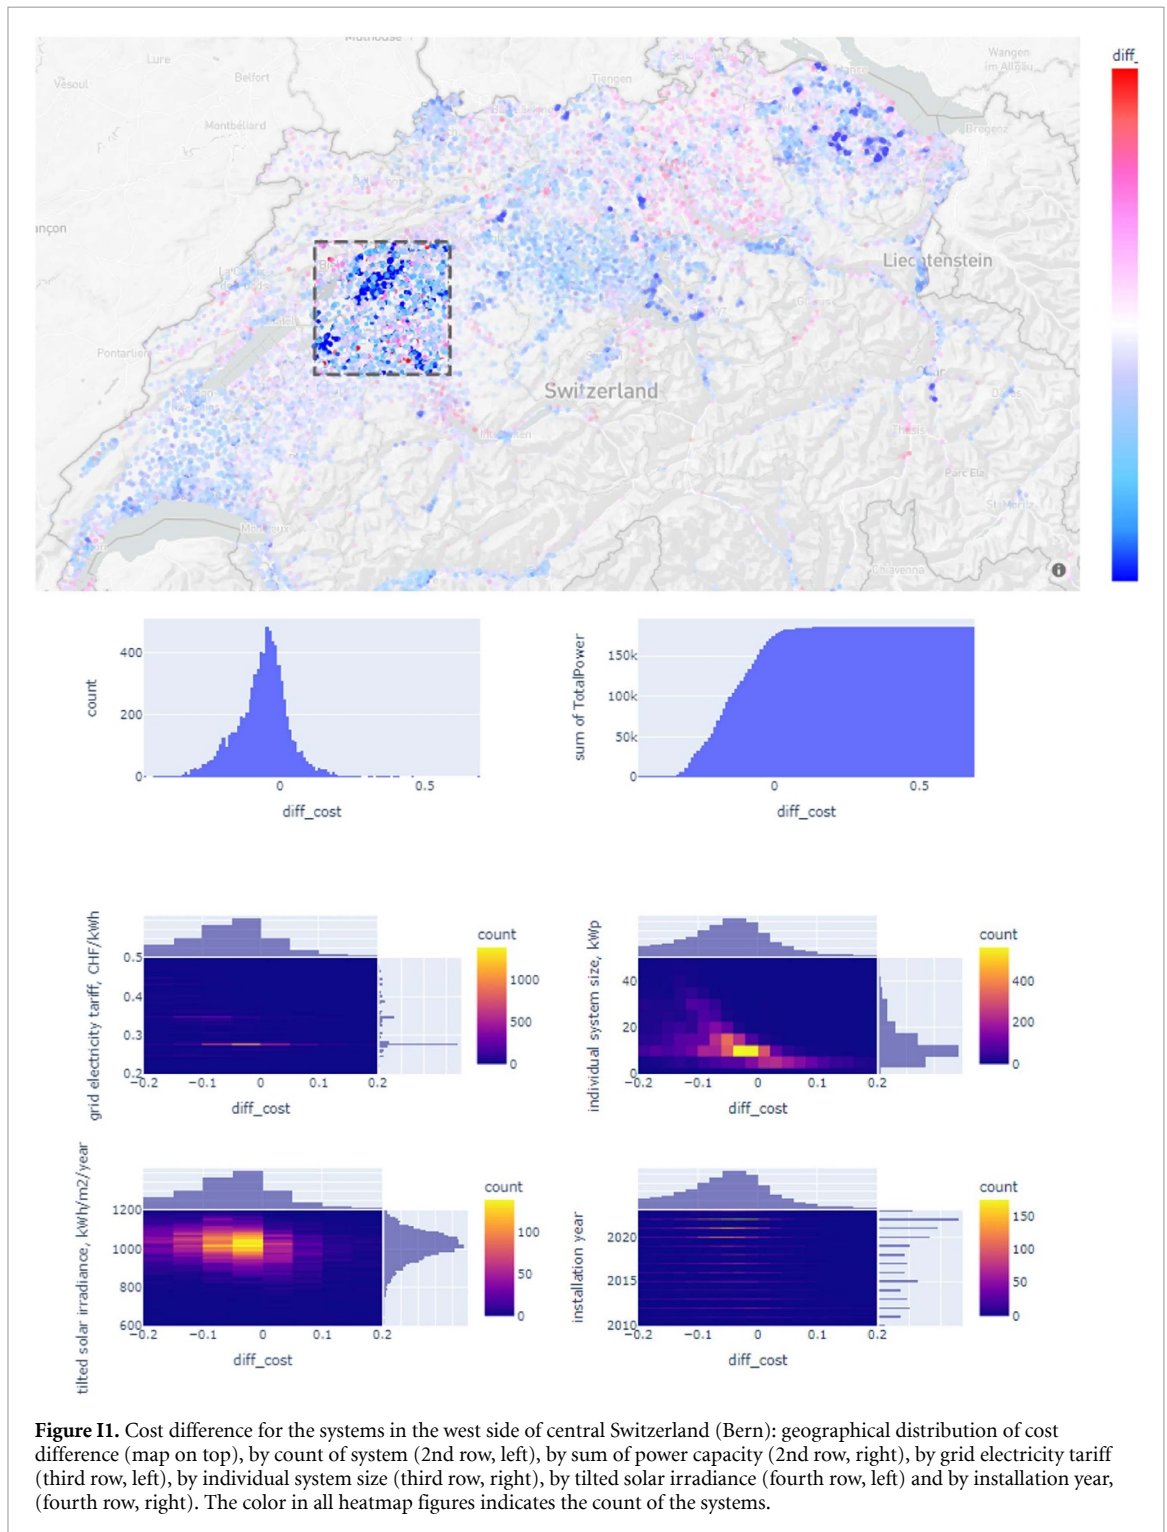 Mulhouse
Lure
Wangen
im Allgäu
Vesoul
Belfort
Tiengen
Montbéliard
Bregenz
Liechtenstein
Pontarlier
Switzerland
Interlaken
Thusis
Parc Ela
St. Moritz
Chiavenna
Montreux
diff_
count
400
200
0
0
0.5
diff_cost
sum of TotalPower
150k
100k
50k
0
0
0.5
diff_cost
grid electricity tariff, CHF/kWh
0.5
0.4
0.3
0.2
−0.2
−0.1
0
0.1
0.2
diff_cost
count
1000
500
0
individual system size, kWp
40
20
0
−0.2
−0.1
0
0.1
0.2
diff_cost
count
400
200
0
tilted solar irradiance, kWh/m2/year
1200
1000
800
600
−0.2
−0.1
0
0.1
0.2
diff_cost
count
100
50
0
installation year
2020
2015
2010
−0.2
−0.1
0
0.1
0.2
diff_cost
count
150
100
50
0
Figure I1. Cost difference for the systems in the west side of central Switzerland (Bern): geographical distribution of cost
difference (map on top), by count of system (2nd row, left), by sum of power capacity (2nd row, right), by grid electricity tariff
(third row, left), by individual system size (third row, right), by tilted solar irradiance (fourth row, left) and by installation year,
(fourth row, right). The color in all heatmap figures indicates the count of the systems.